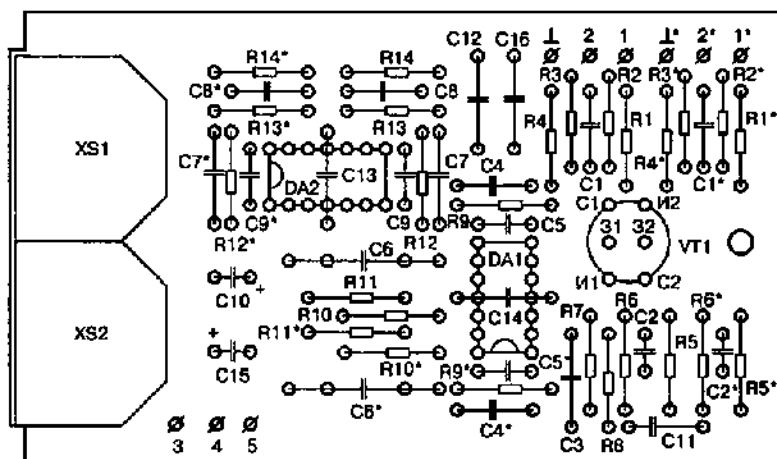 ⊥ 2 1 ⊥* 2* 1*
C12 C16
R14* R14
R3 R2 R3* R2*
C8* C8
R13* R13
R4 R1 R4* R1*
XS1
C7* DA2 C13 C7 C4
C1 C1*
C9* C9 R9 C5
R12* R12
C1 И2
З1 З2 VT1
И1 C2
C6 DA1
C10 +
R11 C14
R10
R11*
R7 R6 C2 R6*
XS2
+
C15
R10* R9* C5*
R5 C2* R5*
C6* C4* C3 R8 C11
3 4 5